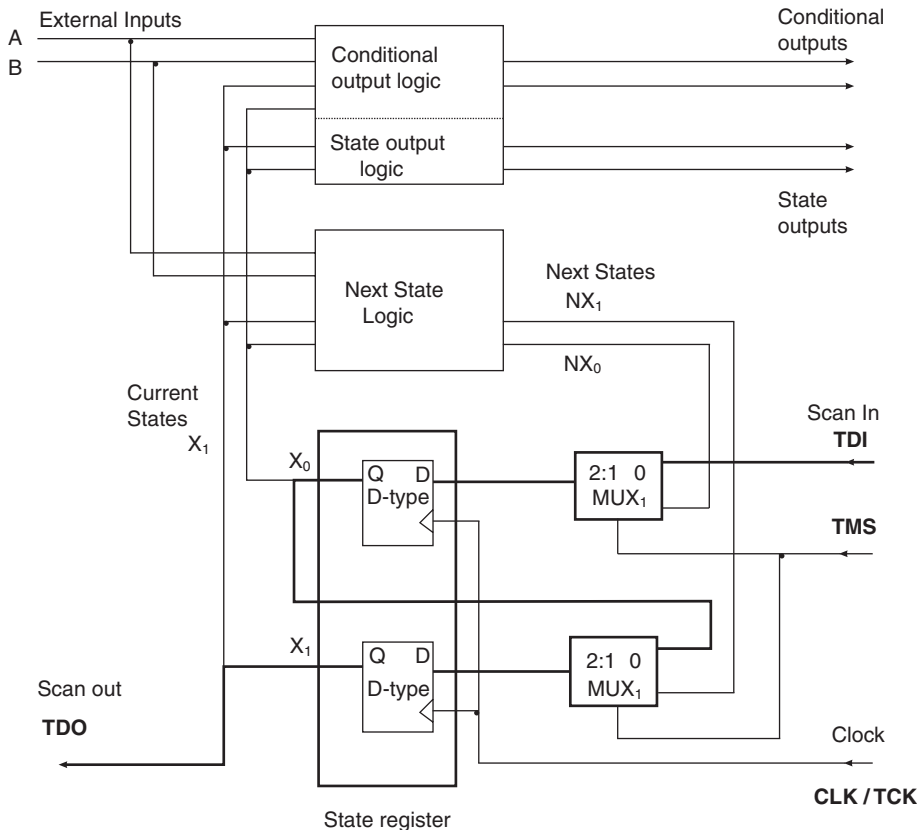 External Inputs
A
B
Conditional
output logic
State output
logic
Conditional
outputs
State
outputs
Next State
Logic
Next States
NX₁
NX₀
Current
States
X₁
Scan In
TDI
TMS
X₀
Q D
D-type
2:1 0
MUX₁
X₁
Q D
D-type
2:1 0
MUX₁
Scan out
TDO
Clock
CLK / TCK
State register